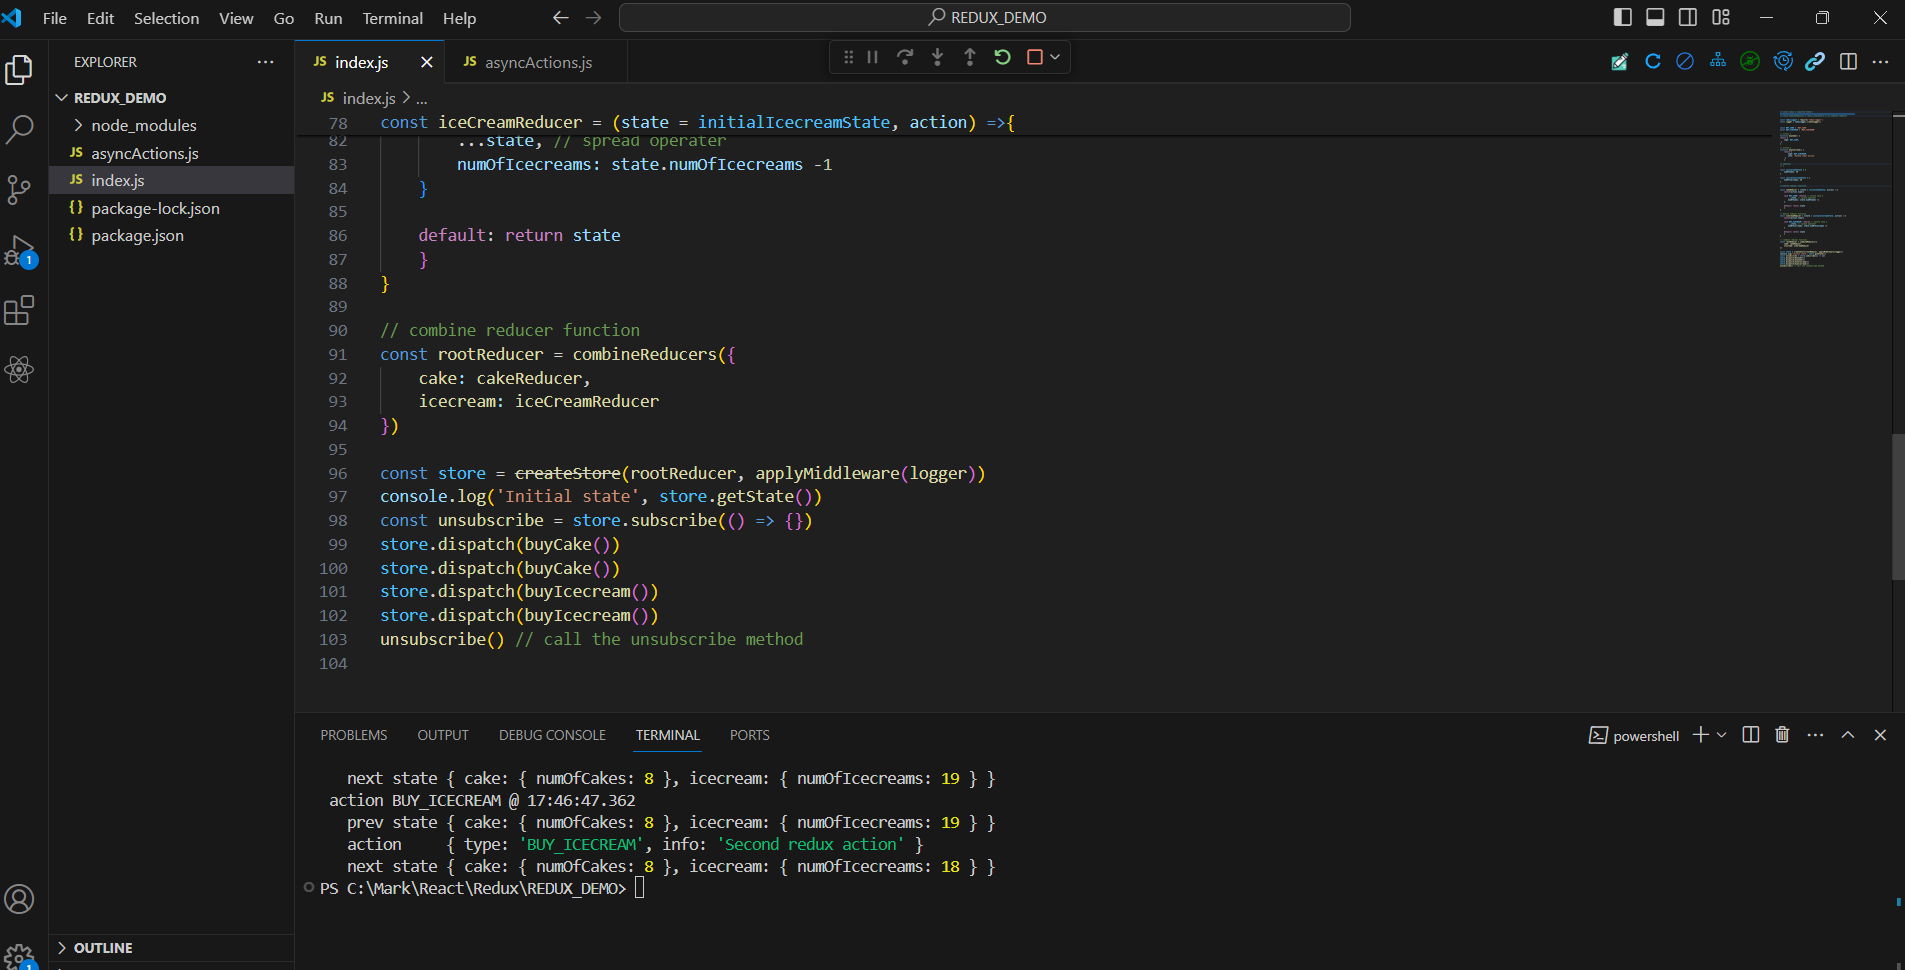 File Edit Selection View Go Run Terminal Help
REDUX_DEMO
EXPLORER
REDUX_DEMO
node_modules
JS asyncActions.js
JS index.js
{} package-lock.json
{} package.json
1
OUTLINE
1
JS index.js
JS asyncActions.js
JS index.js > ...
78 const iceCreamReducer = (state = initialIcecreamState, action) =>{
82 ...state, // spread operater
83 numOfIcecreams: state.numOfIcecreams -1
84 }
85
86 default: return state
87 }
88 }
89
90 // combine reducer function
91 const rootReducer = combineReducers({
92 cake: cakeReducer,
93 icecream: iceCreamReducer
94 })
95
96 const store = createStore(rootReducer, applyMiddleware(logger))
97 console.log('Initial state', store.getState())
98 const unsubscribe = store.subscribe(() => {})
99 store.dispatch(buyCake())
100 store.dispatch(buyCake())
101 store.dispatch(buyIcecream())
102 store.dispatch(buyIcecream())
103 unsubscribe() // call the unsubscribe method
104
PROBLEMS OUTPUT DEBUG CONSOLE TERMINAL PORTS
powershell
next state { cake: { numOfCakes: 8 }, icecream: { numOfIcecreams: 19 } }
action BUY_ICECREAM @ 17:46:47.362
prev state { cake: { numOfCakes: 8 }, icecream: { numOfIcecreams: 19 } }
action { type: 'BUY_ICECREAM', info: 'Second redux action' }
next state { cake: { numOfCakes: 8 }, icecream: { numOfIcecreams: 18 } }
PS C:\Mark\React\Redux\REDUX_DEMO>